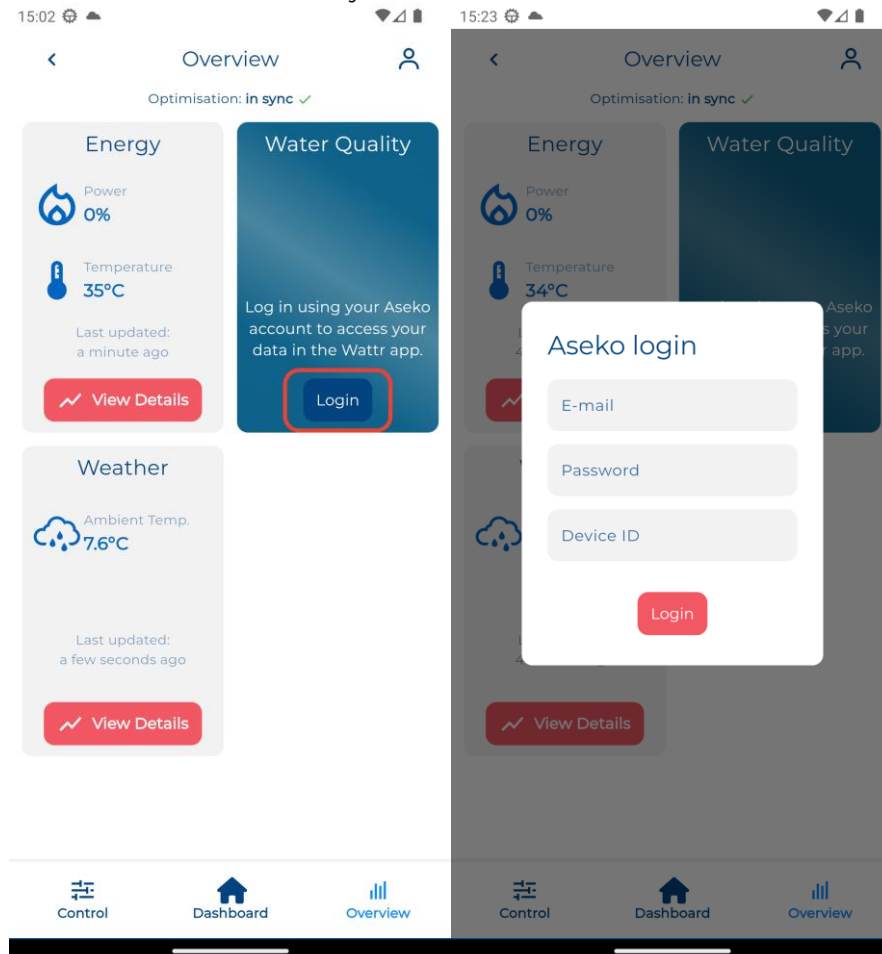 15:02
Overview
Optimisation: in sync ✓
Energy
Power
0%
Temperature
35°C
Last updated:
a minute ago
View Details
Water Quality
Log in using your Aseko
account to access your
data in the Wattr app.
Login
Weather
Ambient Temp.
7.6°C
Last updated:
a few seconds ago
View Details
Control
Dashboard
Overview
15:23
Overview
Optimisation: in sync ✓
Energy
Power
0%
Temperature
34°C
Water Quality
Aseko
s your
r app.
Aseko login
E-mail
Password
Device ID
Login
View Details
Control
Dashboard
Overview